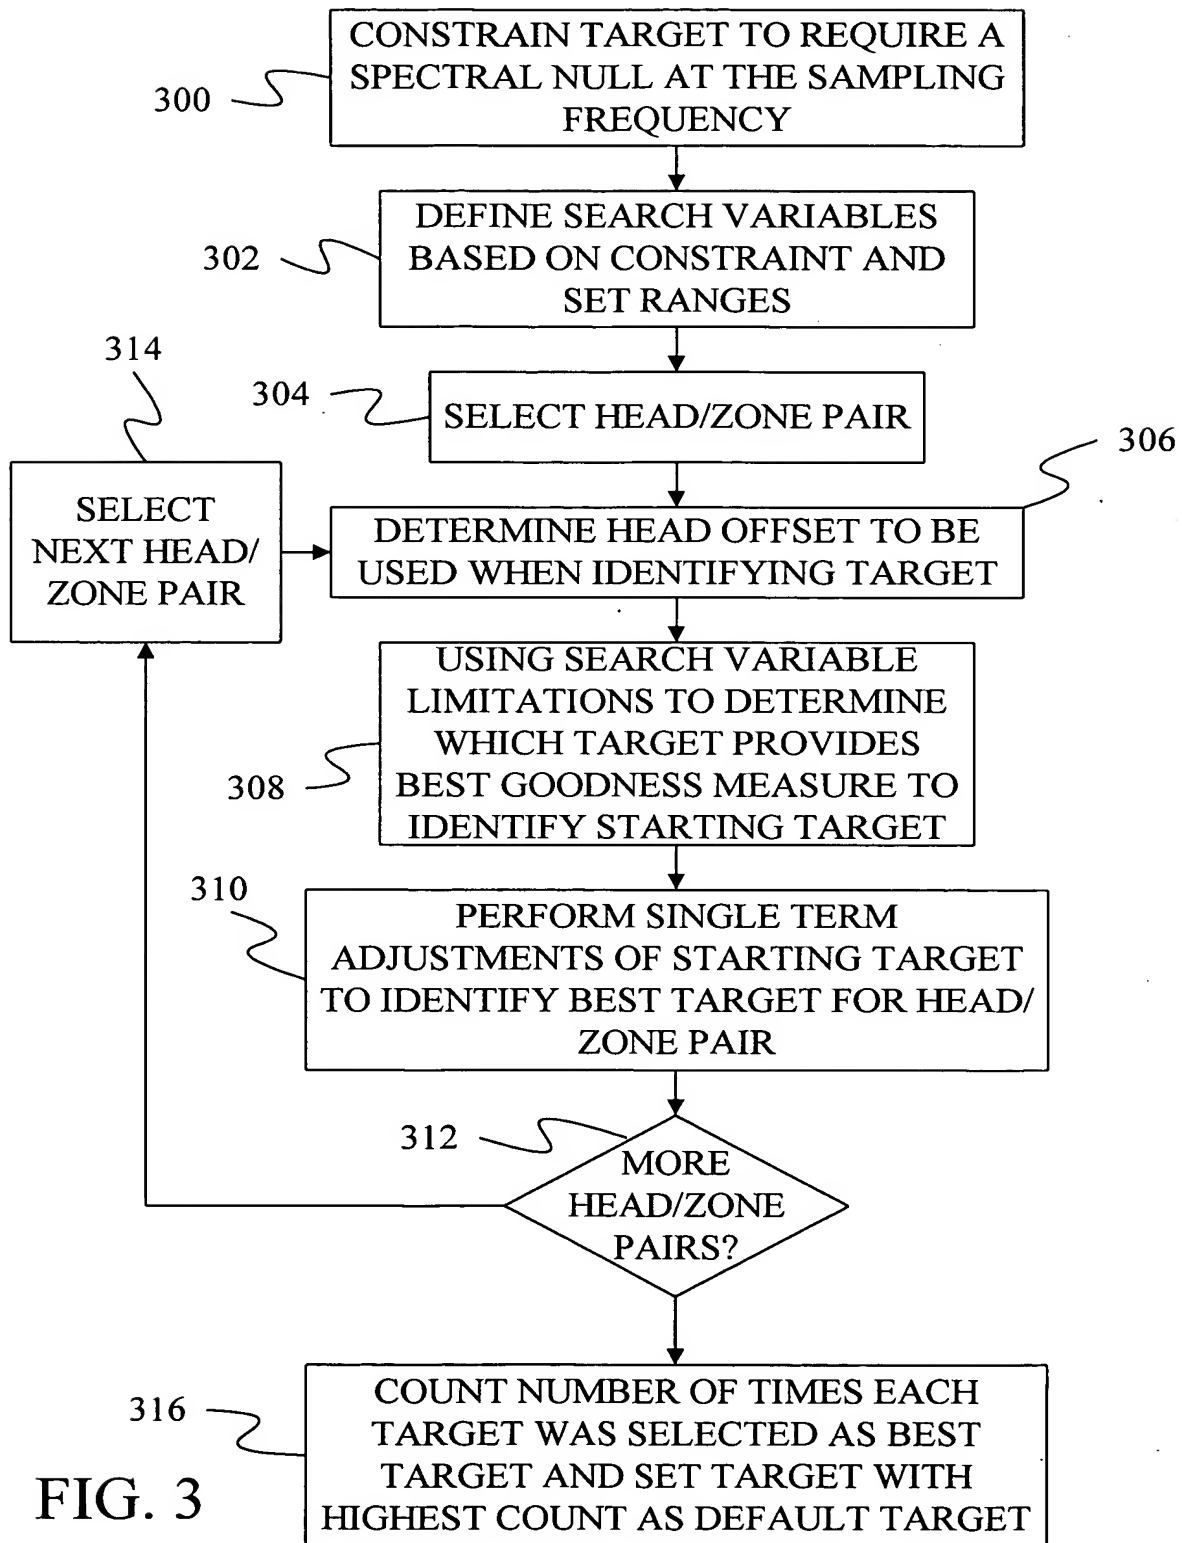 CONSTRAIN TARGET TO REQUIRE A
SPECTRAL NULL AT THE SAMPLING
FREQUENCY
300
DEFINE SEARCH VARIABLES
BASED ON CONSTRAINT AND
SET RANGES
302
314
304
SELECT HEAD/ZONE PAIR
306
SELECT
NEXT HEAD/
ZONE PAIR
DETERMINE HEAD OFFSET TO BE
USED WHEN IDENTIFYING TARGET
USING SEARCH VARIABLE
LIMITATIONS TO DETERMINE
WHICH TARGET PROVIDES
BEST GOODNESS MEASURE TO
IDENTIFY STARTING TARGET
308
310
PERFORM SINGLE TERM
ADJUSTMENTS OF STARTING TARGET
TO IDENTIFY BEST TARGET FOR HEAD/
ZONE PAIR
312
MORE
HEAD/ZONE
PAIRS?
316
COUNT NUMBER OF TIMES EACH
TARGET WAS SELECTED AS BEST
TARGET AND SET TARGET WITH
HIGHEST COUNT AS DEFAULT TARGET
FIG. 3